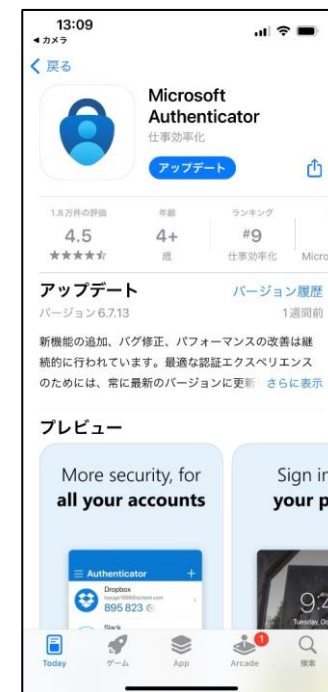 13:09
◀カメラ
戻る
Microsoft
Authenticator
仕事効率化
アップデート
1.8万件の評価
年齢
ランキング
4.5
4+
#9
★★★★☆
歳
仕事効率化
Micro
アップデート
バージョン履歴
バージョン 6.7.13
1週間前
新機能の追加、バグ修正、パフォーマンスの改善は継
続的に行われています。最適な認証エクスペリエンス
のためには、常に最新のバージョンに更新
さらに表示
プレビュー
More security, for
all your accounts
Sign in
your p
Authenticator
Dropbox
895 823
Slack
9:4
Tuesday, Oc
1
Today
ゲーム
App
Arcade
検索